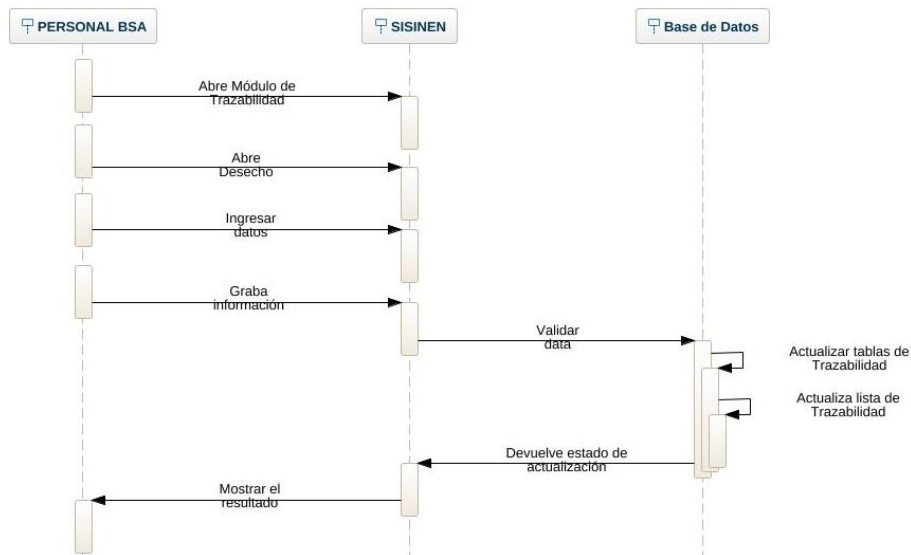 PERSONAL BSA
SISINEN
Base de Datos
Abre Módulo de
Trazabilidad
Abre
Desecho
Ingresar
datos
Graba
información
Validar
data
Actualizar tablas de
Trazabilidad
Actualiza lista de
Trazabilidad
Devuelve estado de
actualización
Mostrar el
resultado